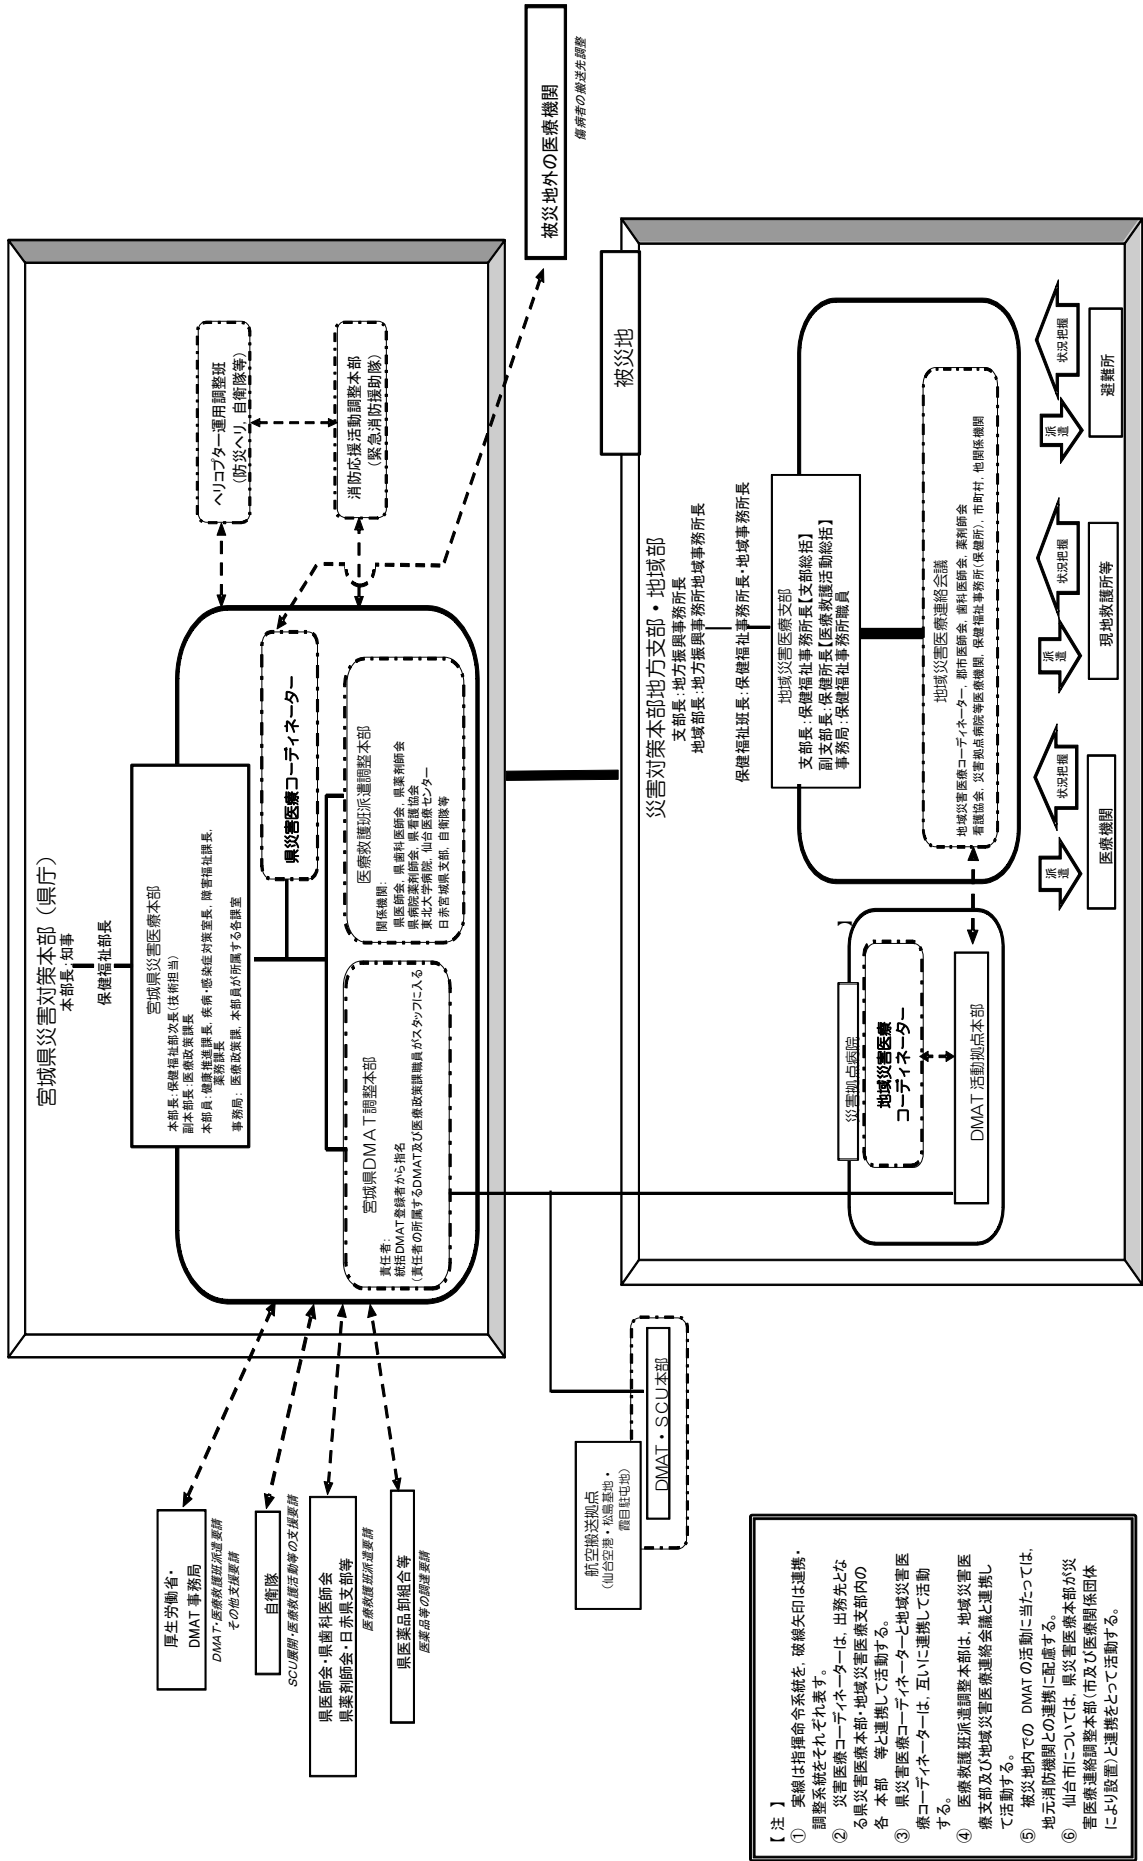 宮城県災害対策本部（県庁）
本部長：知事
保健福祉部長
宮城県災害医療本部
本部長：保健福祉部次長（技術担当）
副本部長：医療政策課長
本部員：健康推進課長，疾病・感染症対策室長，障害福祉課長，
薬務課長
事務局： 医療政策課，本部員が所属する各課室
県災害医療コーディネーター
宮城県ＤＭＡＴ調整本部
責任者：
統括DMAT登録者から指名
（責任者の所属するDMAT及び医療政策課職員がスタッフに入る
医療救護班派遣調整本部
関係機関：
県医師会，県歯科医師会，県薬剤師会
県病院薬剤師会，県看護協会
東北大学病院，仙台医療センター
日赤宮城県支部，自衛隊等
ヘリコプター運用調整班
（防災ヘリ，自衛隊等）
消防応援活動調整本部
（緊急消防援助隊）
被災地外の医療機関
傷病者の搬送先調整
厚生労働省・
DMAT 事務局
DMAT・医療救護班派遣要請
その他支援要請
自衛隊
SCU展開・医療救護活動等の支援要請
県医師会・県歯科医師会
県薬剤師会・日赤県支部等
医療救護班派遣要請
県医薬品卸組合等
医薬品等の調達要請
航空搬送拠点
（仙台空港・松島基地・
霞目駐屯地）
DMAT・ＳＣＵ本部
被災地
災害対策本部地方支部・地域部
支部長：地方振興事務所長
地域部長：地方振興事務所地域事務所長
保健福祉班長：保健福祉事務所長・地域事務所長
地域災害医療支部
支部長：保健福祉事務所長【支部総括】
副支部長：保健所長【医療救護活動総括】
事務局：保健福祉事務所職員
地域災害医療連絡会議
地域災害医療コーディネーター，郡市医師会，歯科医師会，薬剤師会
看護協会，災害拠点病院等医療機関，保健福祉事務所（保健所），市町村，他関係機関
災害拠点病院
】
地域災害医療
コーディネーター
DMAT 活動拠点本部
派遣
状況把握
医療機関
派遣
状況把握
現地救護所等
派遣
状況把握
避難所
【 注 】
① 実線は指揮命令系統を，破線矢印は連携・
調整系統をそれぞれ表す。
② 災害医療コーディネーターは，出務先とな
る県災害医療本部・地域災害医療支部内の
各 本部 等と連携して活動する。
③ 県災害医療コーディネーターと地域災害医
療コーディネーターは，互いに連携して活動
する。
④ 医療救護班派遣調整本部は，地域災害医
療支部及び地域災害医療連絡会議と連携し
て活動する。
⑤ 被災地内での DMAT の活動に当たっては，
地元消防機関との連携に配慮する。
⑥ 仙台市については，県災害医療本部が災
害医療連絡調整本部（市及び医療関係団体
により設置）と連携をとって活動する。